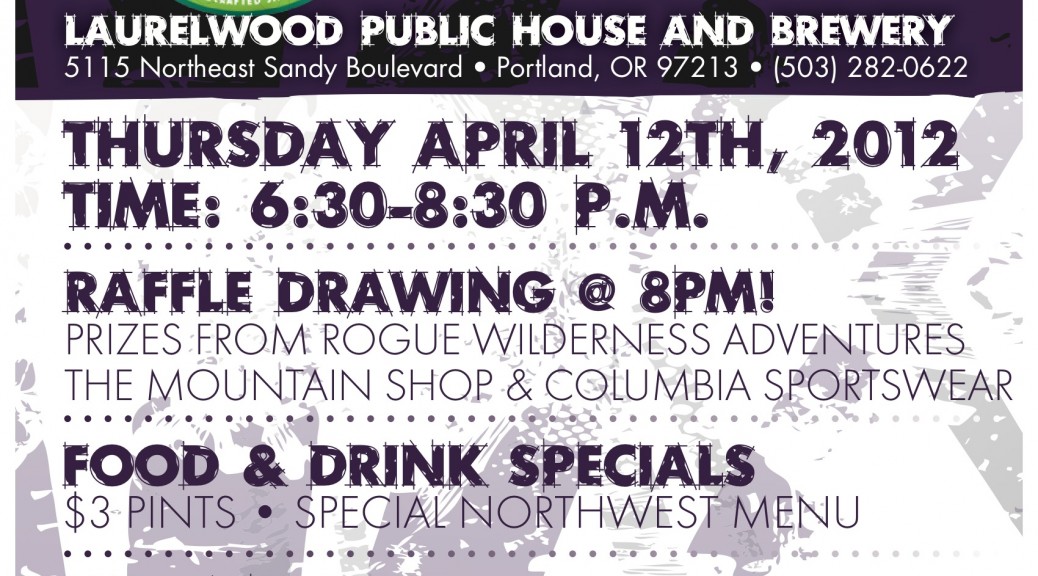 LAURELWOOD PUBLIC HOUSE AND BREWERY
5115 Northeast Sandy Boulevard • Portland, OR 97213 • (503) 282-0622
THURSDAY APRIL 12TH, 2012
TIME: 6:30-8:30 P.M.
RAFFLE DRAWING @ 8PM!
PRIZES FROM ROGUE WILDERNESS ADVENTURES
THE MOUNTAIN SHOP & COLUMBIA SPORTSWEAR
FOOD & DRINK SPECIALS
$3 PINTS • SPECIAL NORTHWEST MENU